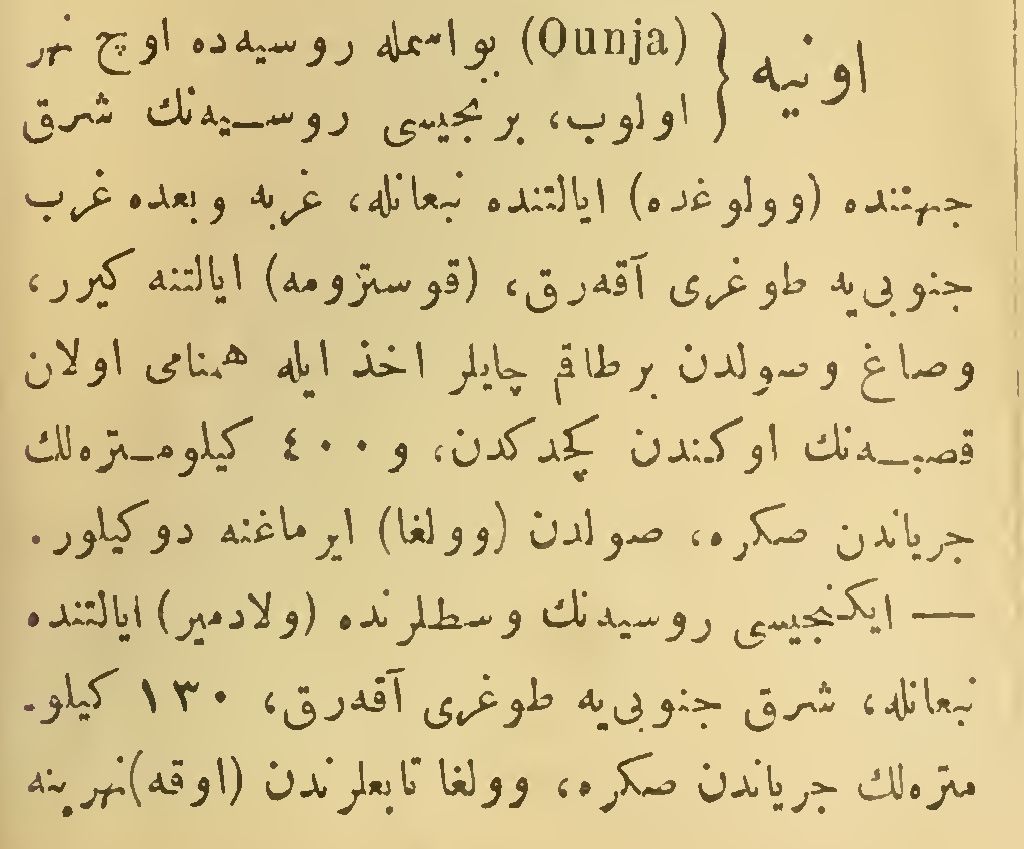 اونیه { (Ounja) بو اسمله روسیه‌ده اوچ نهر
اولوب، برنجیسی روسیه‌نك شرق
جهتنده (وولوغده) ایالتنده نبعانله، غربه و بعده غرب
جنوبی‌یه طوغری آقه‌رق، (قوستزومه) ایالتنه کیرر،
وصاغ وصولدن برطاقم چایلر اخذ ایله همنامی اولان
قصبه‌نك اوکندن کچدکدن، و ٤٠٠ کیلومتره‌لك
جریاندن صکره، صولدن (وولغا) ایرماغنه دوکیلور.
— ایکنجیسی روسیه‌نك وسطلرنده (ولادمیر) ایالتنده
نبعانله، شرق جنوبی‌یه طوغری آقه‌رق، ١٣٠ کیلو-
متره‌لك جریاندن صکره، وولغا تابعلرندن (اوقه) نهرینه